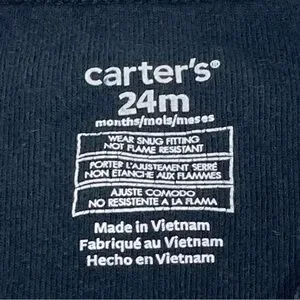 carter's®
24m
months/mois/meses
WEAR SNUG FITTING
NOT FLAME RESISTANT
PORTER L'AJUSTEMENT SERRÉ
NON ÉTANCHE AUX FLAMMES
AJUSTE COMODO
NO RESISTENTE A LA FLAMA
Made in Vietnam
Fabriqué au Vietnam
Hecho en Vietnam